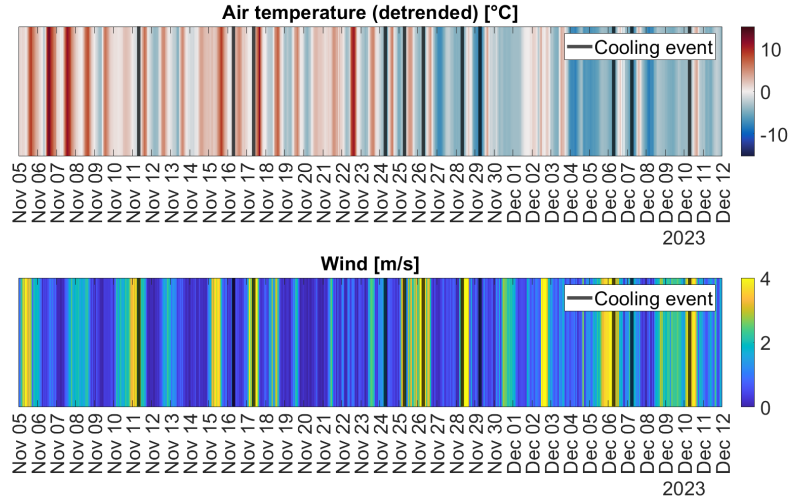 Air temperature (detrended) [°C]
Cooling event
10
0
-10
Nov 05
Nov 06
Nov 07
Nov 08
Nov 09
Nov 10
Nov 11
Nov 12
Nov 13
Nov 14
Nov 15
Nov 16
Nov 17
Nov 18
Nov 19
Nov 20
Nov 21
Nov 22
Nov 23
Nov 24
Nov 25
Nov 26
Nov 27
Nov 28
Nov 29
Nov 30
Dec 01
Dec 02
Dec 03
Dec 04
Dec 05
Dec 06
Dec 07
Dec 08
Dec 09
Dec 10
Dec 11
Dec 12
2023
Wind [m/s]
Cooling event
4
2
0
Nov 05
Nov 06
Nov 07
Nov 08
Nov 09
Nov 10
Nov 11
Nov 12
Nov 13
Nov 14
Nov 15
Nov 16
Nov 17
Nov 18
Nov 19
Nov 20
Nov 21
Nov 22
Nov 23
Nov 24
Nov 25
Nov 26
Nov 27
Nov 28
Nov 29
Nov 30
Dec 01
Dec 02
Dec 03
Dec 04
Dec 05
Dec 06
Dec 07
Dec 08
Dec 09
Dec 10
Dec 11
Dec 12
2023